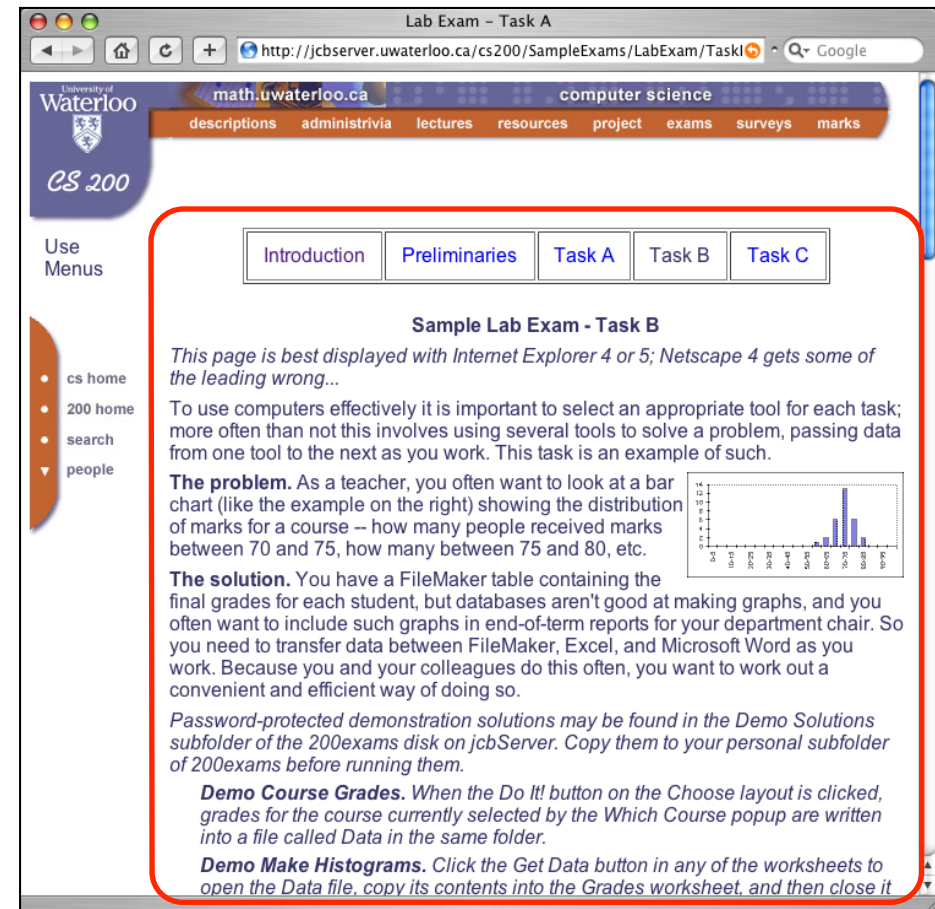 Lab Exam – Task A
http://jcbserver.uwaterloo.ca/cs200/SampleExams/LabExam/Task
Google
University of
Waterloo
math.uwaterloo.ca
computer science
descriptions administrivia lectures resources project exams surveys marks
CS 200
Use
Menus
Introduction Preliminaries Task A Task B Task C
Sample Lab Exam - Task B
This page is best displayed with Internet Explorer 4 or 5; Netscape 4 gets some of
the leading wrong...
cs home
200 home
search
people
To use computers effectively it is important to select an appropriate tool for each task;
more often than not this involves using several tools to solve a problem, passing data
from one tool to the next as you work. This task is an example of such.
The problem. As a teacher, you often want to look at a bar
chart (like the example on the right) showing the distribution
of marks for a course -- how many people received marks
between 70 and 75, how many between 75 and 80, etc.
The solution. You have a FileMaker table containing the
final grades for each student, but databases aren't good at making graphs, and you
often want to include such graphs in end-of-term reports for your department chair. So
you need to transfer data between FileMaker, Excel, and Microsoft Word as you
work. Because you and your colleagues do this often, you want to work out a
convenient and efficient way of doing so.
Password-protected demonstration solutions may be found in the Demo Solutions
subfolder of the 200exams disk on jcbServer. Copy them to your personal subfolder
of 200exams before running them.
Demo Course Grades. When the Do It! button on the Choose layout is clicked,
grades for the course currently selected by the Which Course popup are written
into a file called Data in the same folder.
Demo Make Histograms. Click the Get Data button in any of the worksheets to
open the Data file, copy its contents into the Grades worksheet, and then close it